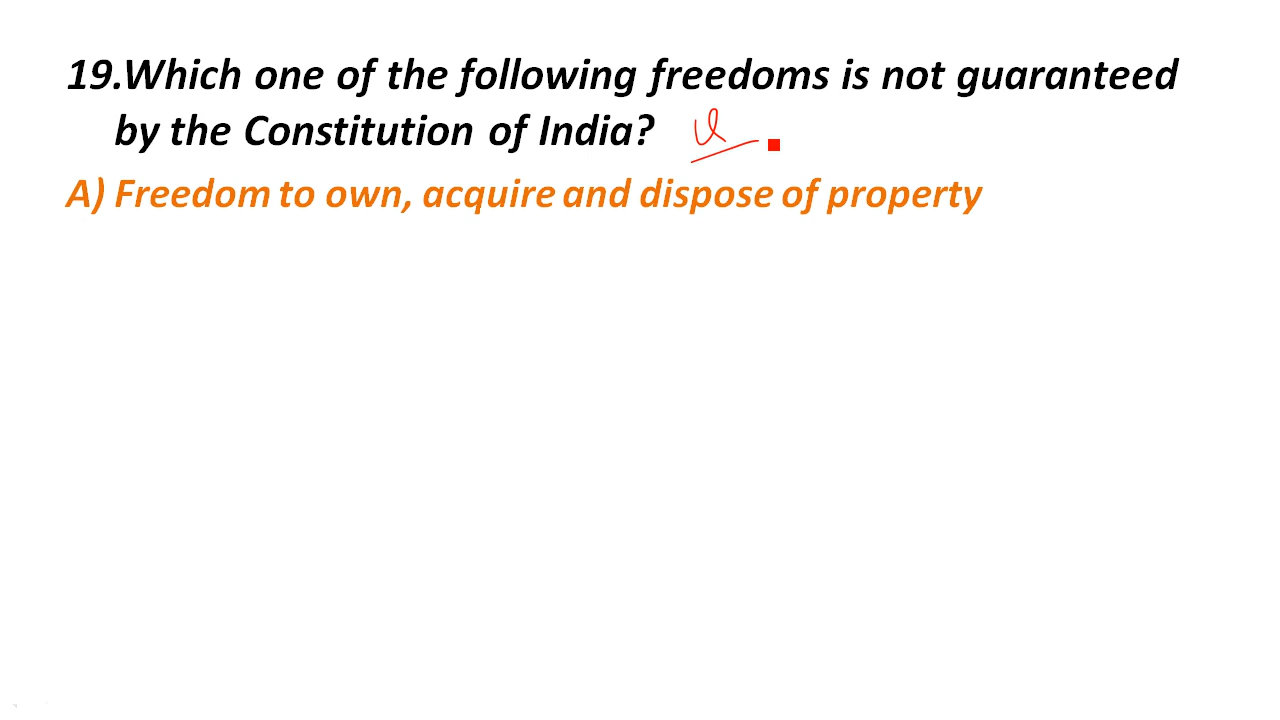 19.Which one of the following freedoms is not guaranteed
by the Constitution of India?
A) Freedom to own, acquire and dispose of property